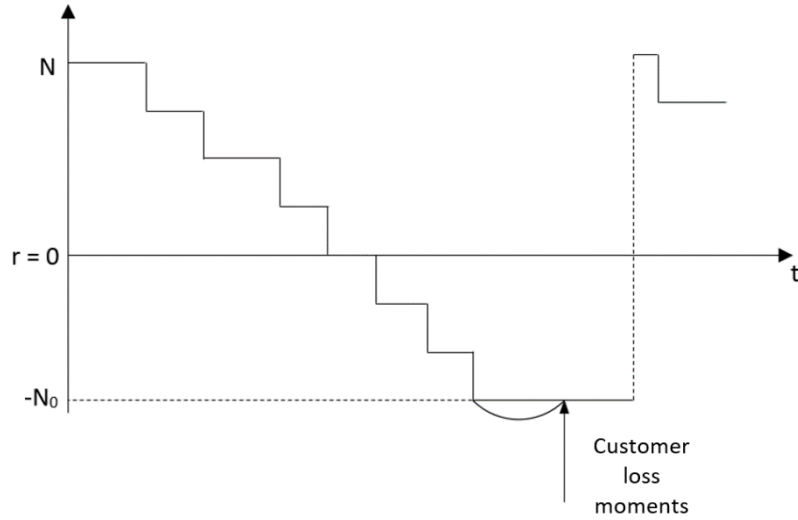 N
r = 0
t
-N₀
Customer
loss
moments